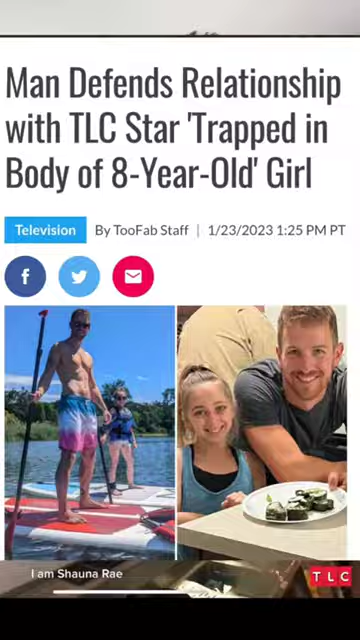 Man Defends Relationship
with TLC Star 'Trapped in
Body of 8-Year-Old' Girl
Television By TooFab Staff | 1/23/2023 1:25 PM PT
f
I am Shauna Rae
TLC